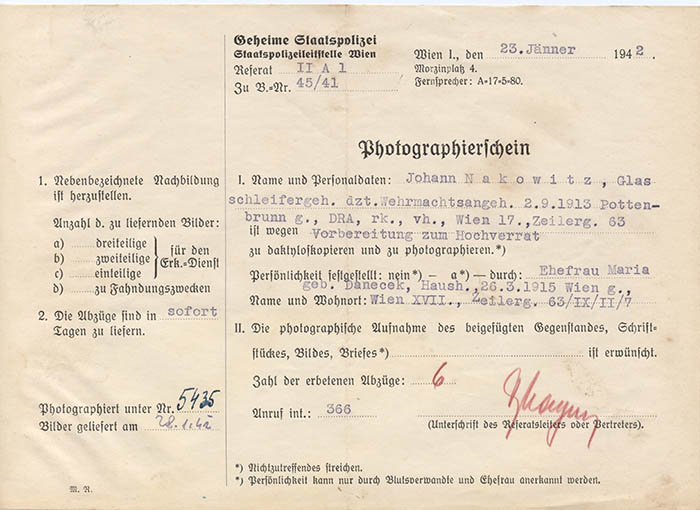 Geheime Staatspolizei
Staatspolizeileitstelle Wien
Referat II A 1
Zu B.=Nr. 45/41
Wien I., den 23.Jänner 1942.
Morzinplatz 4.
Fernsprecher: A=17=5=80.
Photographierschein
1. Nebenbezeichnete Nachbildung
ist herzustellen.
Anzahl d. zu liefernden Bilder:
a) ...... dreiteilige
b) ...... zweiteilige
c) ...... einteilige
für den
Erk.=Dienst
d) ...... zu Fahndungszwecken
2. Die Abzüge sind in sofort
Tagen zu liefern.
Photographiert unter Nr. 5435
Bilder geliefert am 28.1.42
M. R.
I. Name und Personaldaten: Johann N a k o w i t z , Glas
schleifergeh. dzt.Wehrmachtsangeh. 2.9.1913 Potten-
brunn g., DRA, rk., vh., Wien 17.,Zeilerg. 63
ist wegen Vorbereitung zum Hochverrat
zu daktyloskopieren und zu photographieren.*)
Persönlichkeit festgestellt: nein*) – a*) – durch: Ehefrau Maria
geb. Danecek, Haush.,26.3.1915 Wien g.,
Name und Wohnort: Wien XVII., Zeilerg. 63/IX/II/7
II. Die photographische Aufnahme des beigefügten Gegenstandes, Schrift=
stückes, Bildes, Briefes*) ist erwünscht.
Zahl der erbetenen Abzüge: 6
Anruf int.: 366
(Unterschrift des Referatsleiters oder Vertreters).
*) Nichtzutreffendes streichen.
*) Persönlichkeit kann nur durch Blutsverwandte und Ehefrau anerkannt werden.